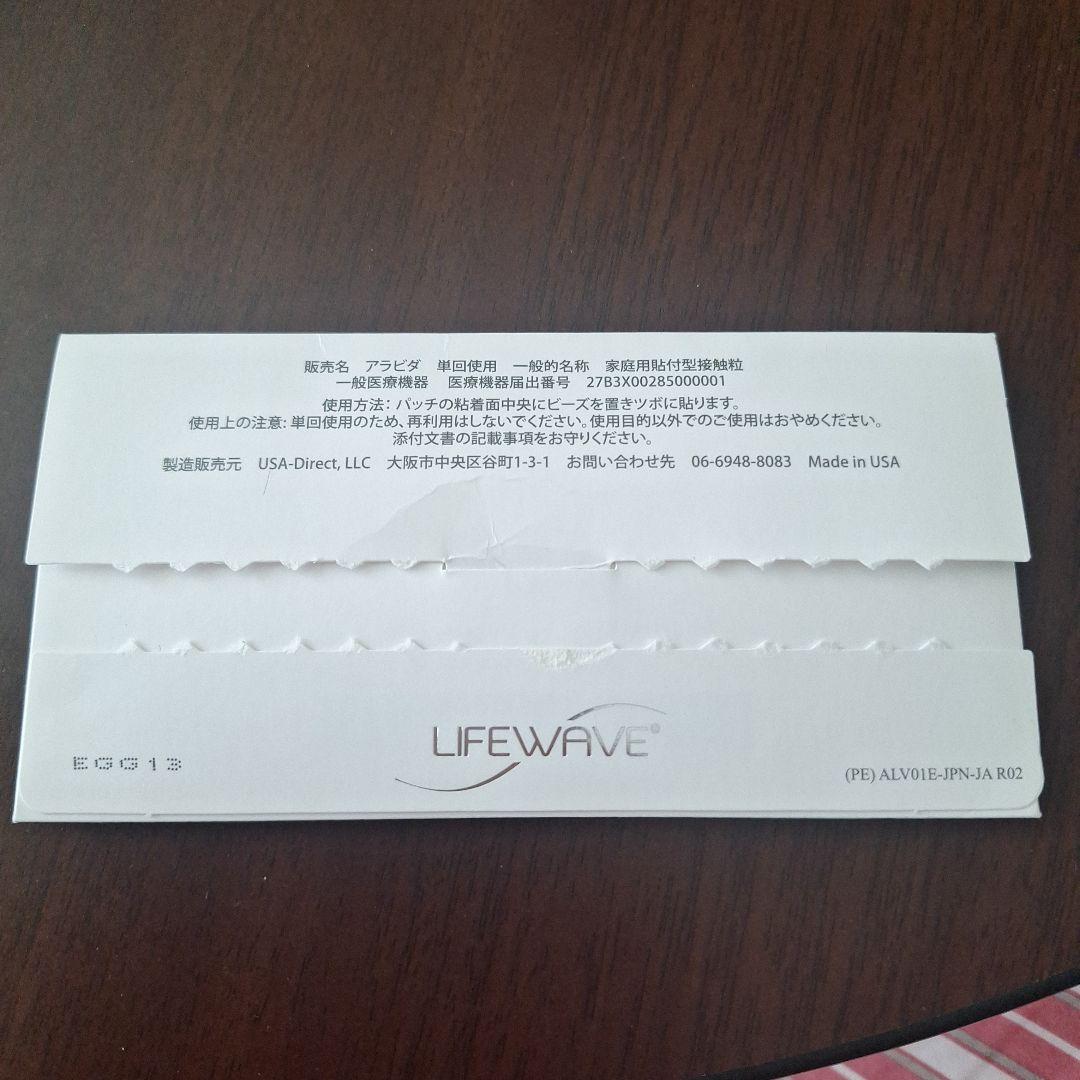 販売名 アラビダ 単回使用 一般的名称 家庭用貼付型接触粒
一般医療機器 医療機器届出番号 27B3X00285000001
使用方法：パッチの粘着面中央にビーズを置きツボに貼ります。
使用上の注意：単回使用のため、再利用はしないでください。使用目的以外でのご使用はおやめください。
添付文書の記載事項をお守りください。
製造販売元 USA-Direct, LLC 大阪市中央区谷町1-3-1 お問い合わせ先 06-6948-8083 Made in USA
LIFEWAVE®
EGG13
(PE) ALV01E-JPN-JA R02